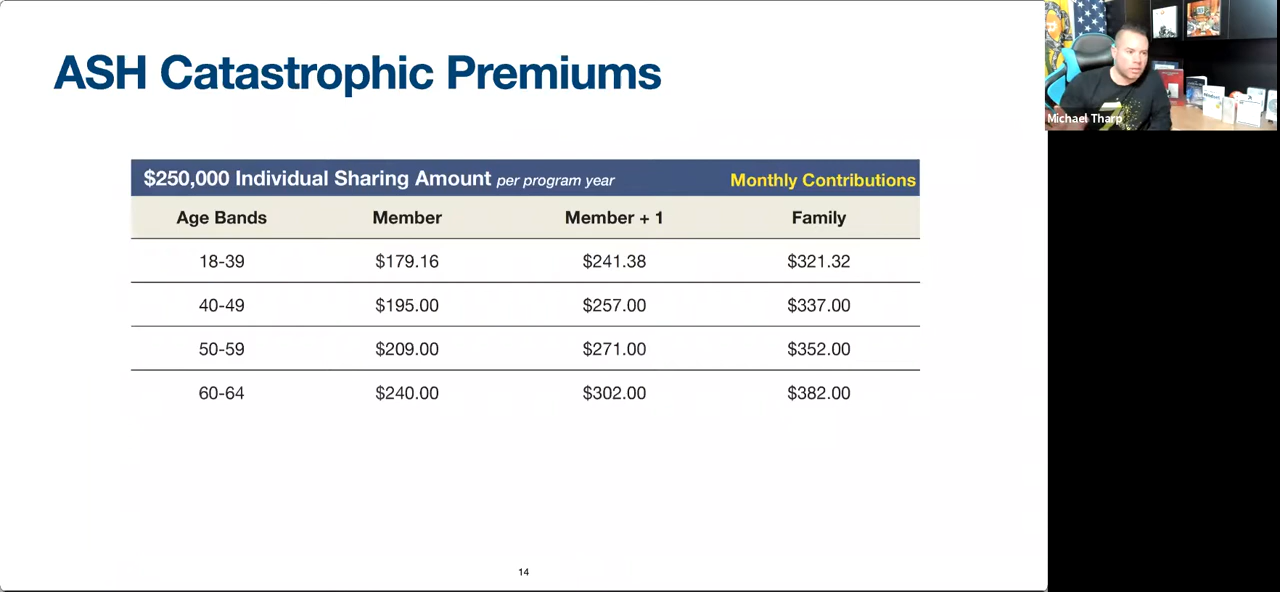 ASH Catastrophic Premiums
$250,000 Individual Sharing Amount per program year Monthly Contributions
Age Bands Member Member + 1 Family
18-39 $179.16 $241.38 $321.32
40-49 $195.00 $257.00 $337.00
50-59 $209.00 $271.00 $352.00
60-64 $240.00 $302.00 $382.00
14
Michael Tharp